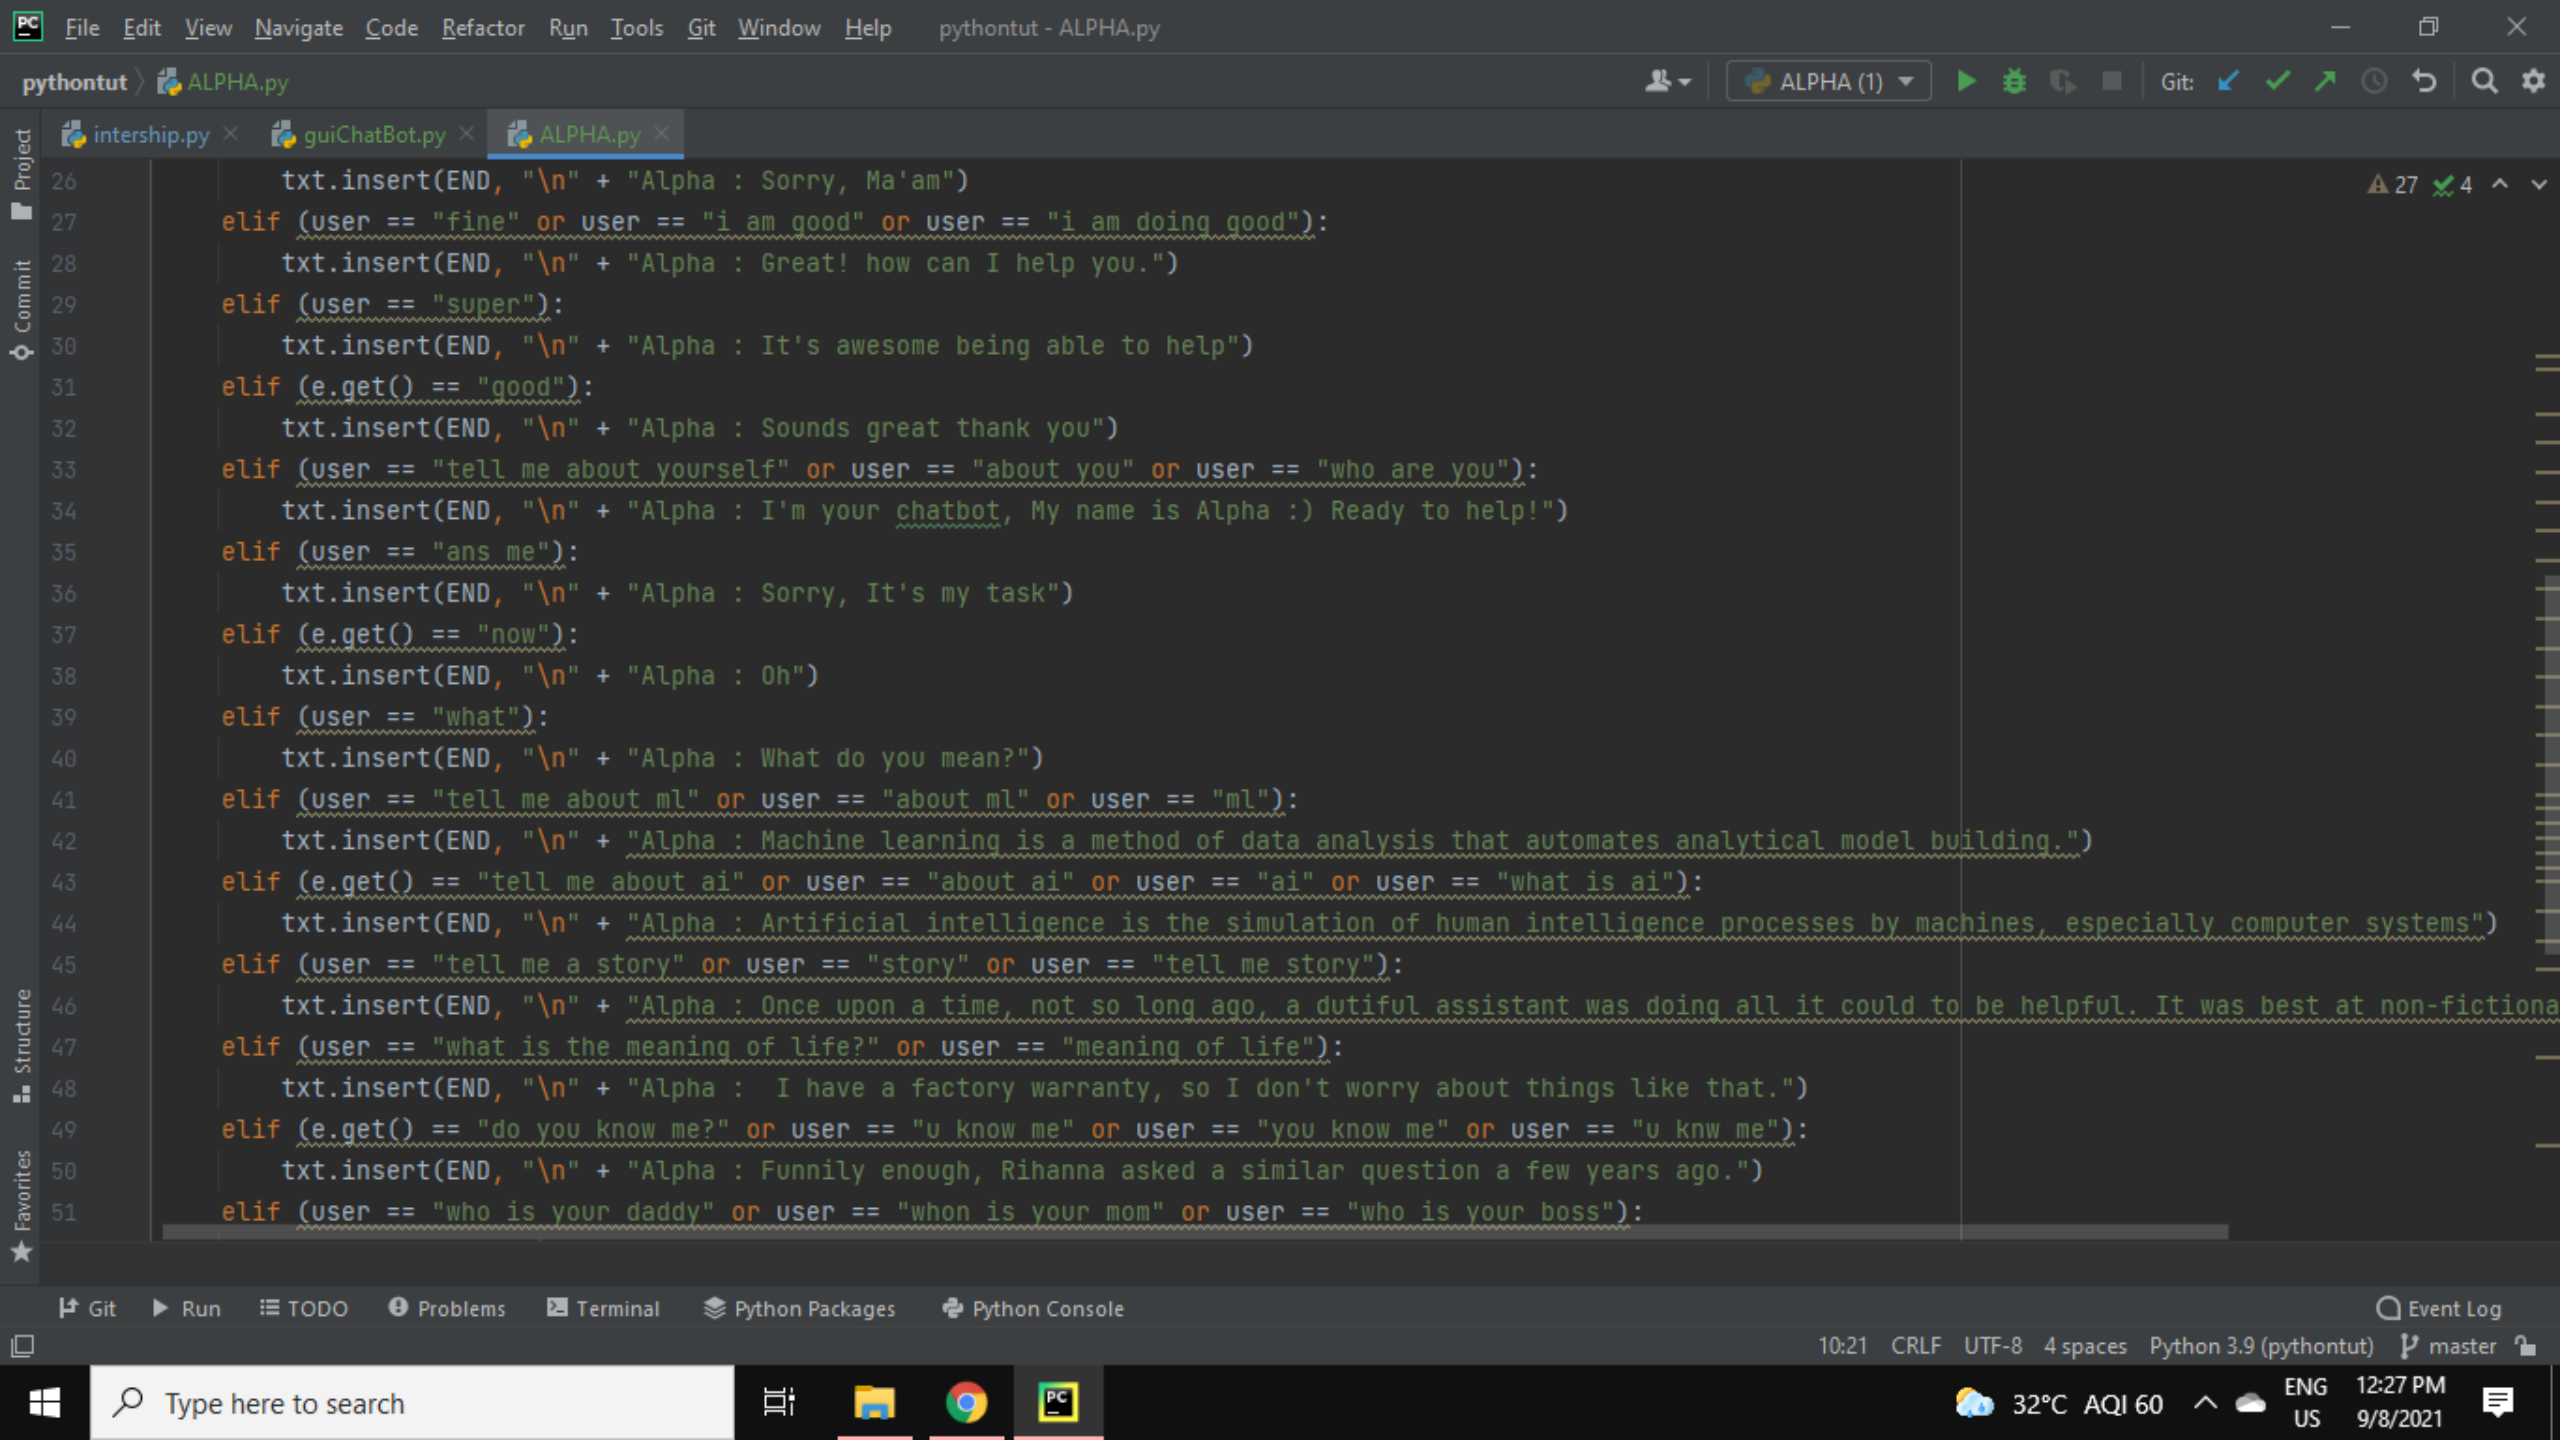 PC File Edit View Navigate Code Refactor Run Tools Git Window Help pythontut - ALPHA.py
pythontut ALPHA.py ALPHA (1) Git:
intership.py guiChatBot.py ALPHA.py
Project
Commit
Structure
Favorites
27 4
26 txt.insert(END, "\n" + "Alpha : Sorry, Ma'am")
27 elif (user == "fine" or user == "i am good" or user == "i am doing good"):
28 txt.insert(END, "\n" + "Alpha : Great! how can I help you.")
29 elif (user == "super"):
30 txt.insert(END, "\n" + "Alpha : It's awesome being able to help")
31 elif (e.get() == "good"):
32 txt.insert(END, "\n" + "Alpha : Sounds great thank you")
33 elif (user == "tell me about yourself" or user == "about you" or user == "who are you"):
34 txt.insert(END, "\n" + "Alpha : I'm your chatbot, My name is Alpha :) Ready to help!")
35 elif (user == "ans me"):
36 txt.insert(END, "\n" + "Alpha : Sorry, It's my task")
37 elif (e.get() == "now"):
38 txt.insert(END, "\n" + "Alpha : Oh")
39 elif (user == "what"):
40 txt.insert(END, "\n" + "Alpha : What do you mean?")
41 elif (user == "tell me about ml" or user == "about ml" or user == "ml"):
42 txt.insert(END, "\n" + "Alpha : Machine learning is a method of data analysis that automates analytical model building.")
43 elif (e.get() == "tell me about ai" or user == "about ai" or user == "ai" or user == "what is ai"):
44 txt.insert(END, "\n" + "Alpha : Artificial intelligence is the simulation of human intelligence processes by machines, especially computer systems")
45 elif (user == "tell me a story" or user == "story" or user == "tell me story"):
46 txt.insert(END, "\n" + "Alpha : Once upon a time, not so long ago, a dutiful assistant was doing all it could to be helpful. It was best at non-fictiona
47 elif (user == "what is the meaning of life?" or user == "meaning of life"):
48 txt.insert(END, "\n" + "Alpha :  I have a factory warranty, so I don't worry about things like that.")
49 elif (e.get() == "do you know me?" or user == "u know me" or user == "you know me" or user == "u knw me"):
50 txt.insert(END, "\n" + "Alpha : Funnily enough, Rihanna asked a similar question a few years ago.")
51 elif (user == "who is your daddy" or user == "whon is your mom" or user == "who is your boss"):
Git Run TODO Problems Terminal Python Packages Python Console Event Log
10:21 CRLF UTF-8 4 spaces Python 3.9 (pythontut) master
Type here to search PC 32°C AQI 60 ENG US 12:27 PM 9/8/2021